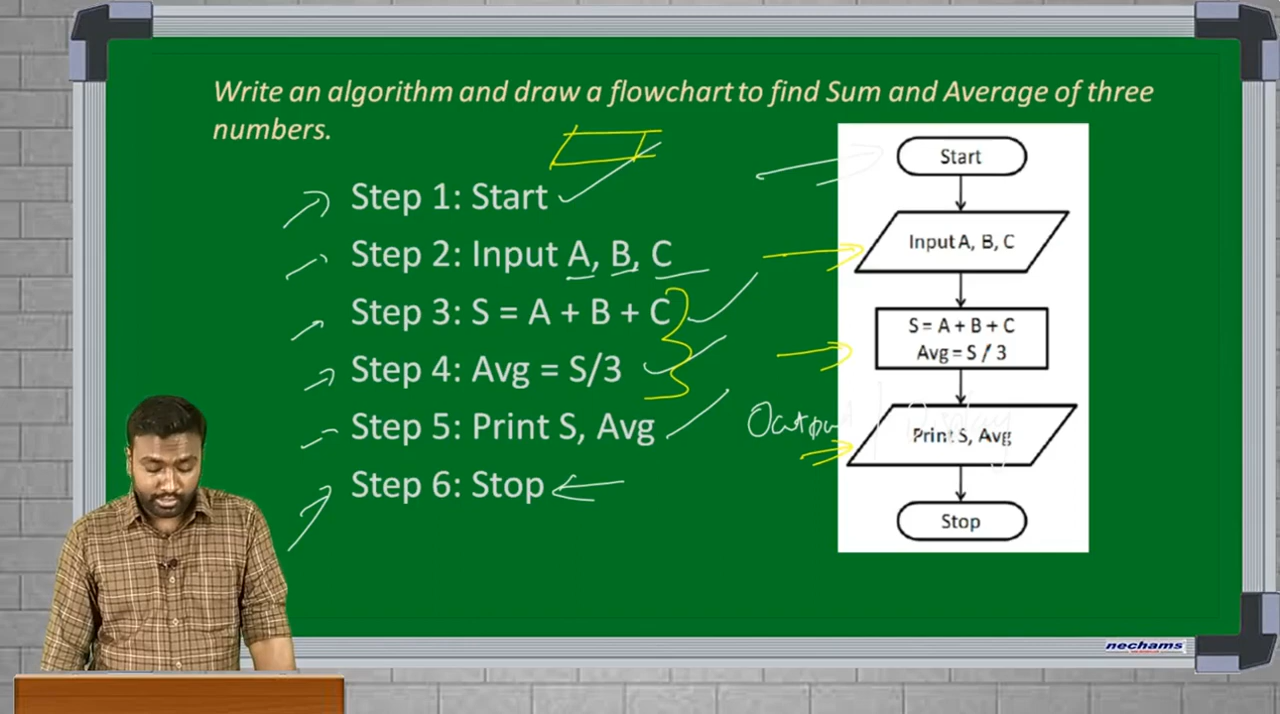 Write an algorithm and draw a flowchart to find Sum and Average of three
numbers.
Step 1: Start
Step 2: Input A, B, C
Step 3: S = A + B + C
Step 4: Avg = S/3
Step 5: Print S, Avg
Step 6: Stop
Start
Input A, B, C
S = A + B + C
Avg = S / 3
Output / Display
Print S, Avg
Stop
nechams